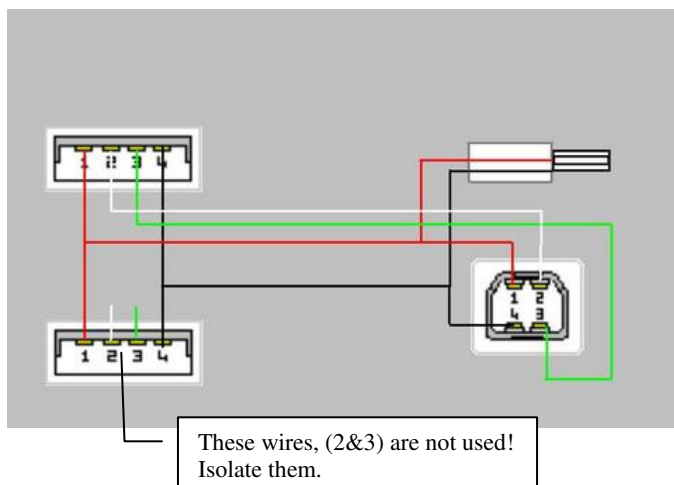 1 2 3 4
1 2
4 3
1 2 3 4
These wires, (2&3) are not used!
Isolate them.